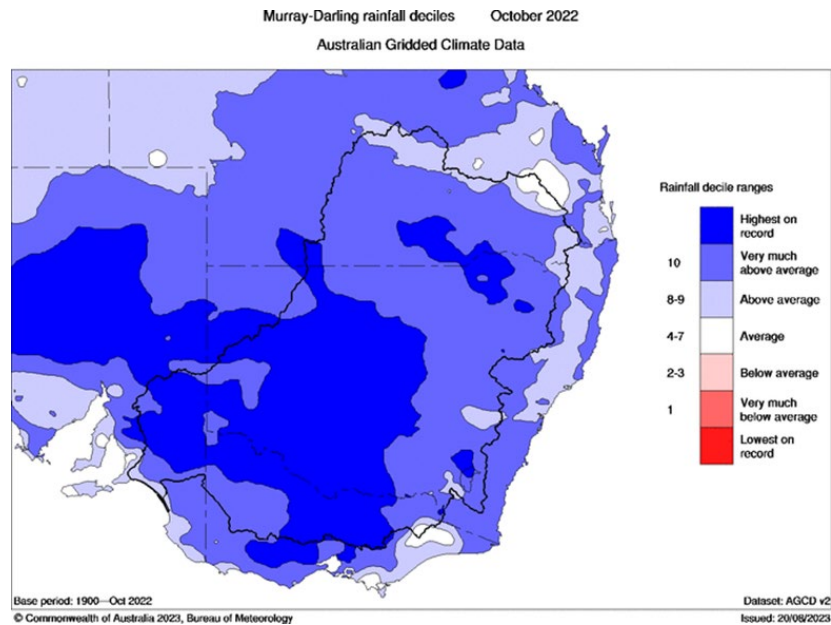 Murray-Darling rainfall deciles October 2022
Australian Gridded Climate Data
Rainfall decile ranges
Highest on
record
10 Very much
above average
8-9 Above average
4-7 Average
2-3 Below average
1 Very much
below average
Lowest on
record
Base period: 1900—Oct 2022 Dataset: AGCD v2
© Commonwealth of Australia 2023, Bureau of Meteorology Issued: 20/08/2023